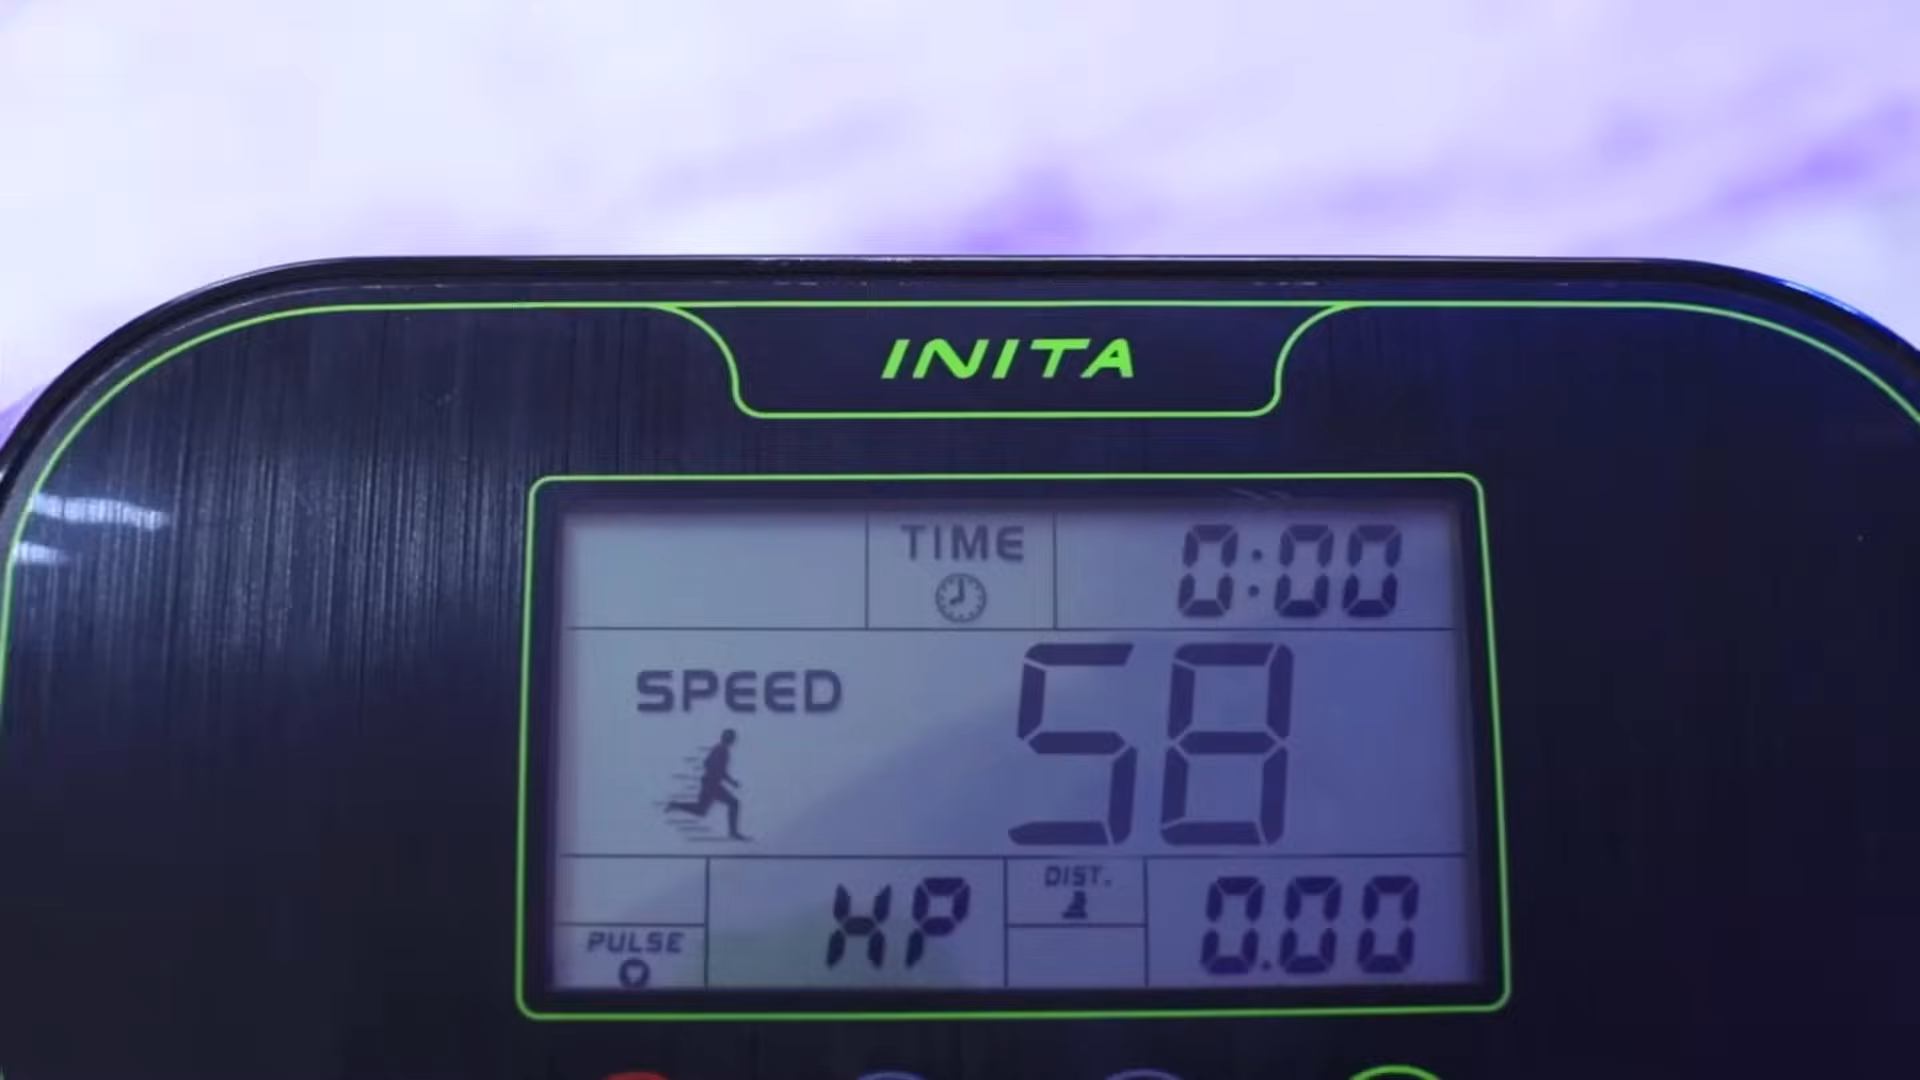 INITA
TIME 0:00
SPEED 58
PULSE HP DIST. 0.00